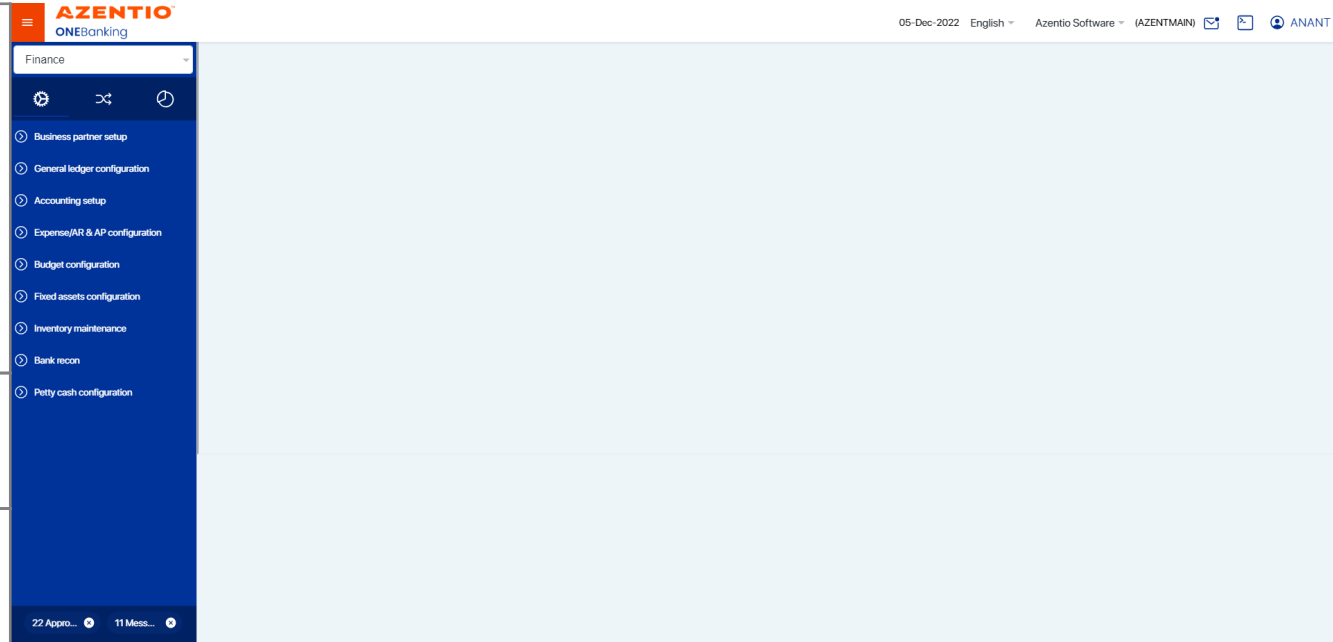 AZENTIO™
ONEBanking
05-Dec-2022 English Azentio Software (AZENTMAIN) ANANT
Finance
Business partner setup
General ledger configuration
Accounting setup
Expense/AR & AP configuration
Budget configuration
Fixed assets configuration
Inventory maintenance
Bank recon
Petty cash configuration
22 Appro... 11 Mess...